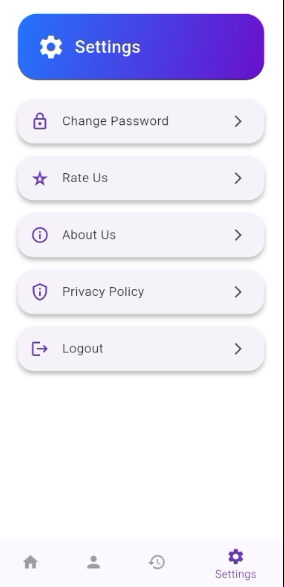 Settings
Change Password
Rate Us
About Us
Privacy Policy
Logout
Settings